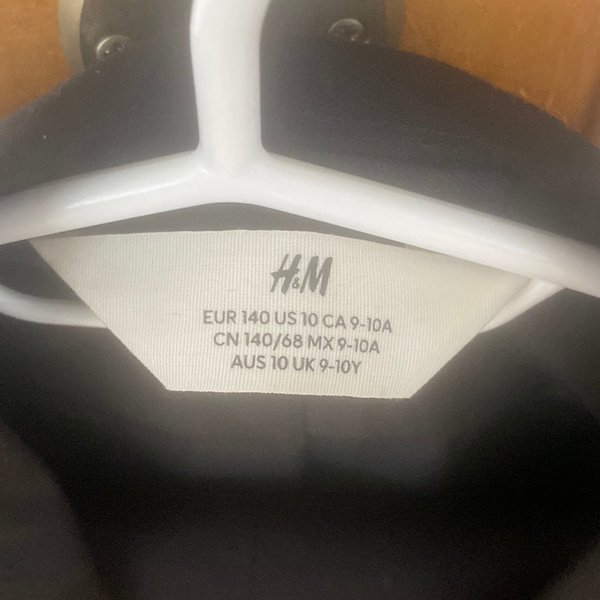 H&M
EUR 140 US 10 CA 9-10A
CN 140/68 MX 9-10A
AUS 10 UK 9-10Y